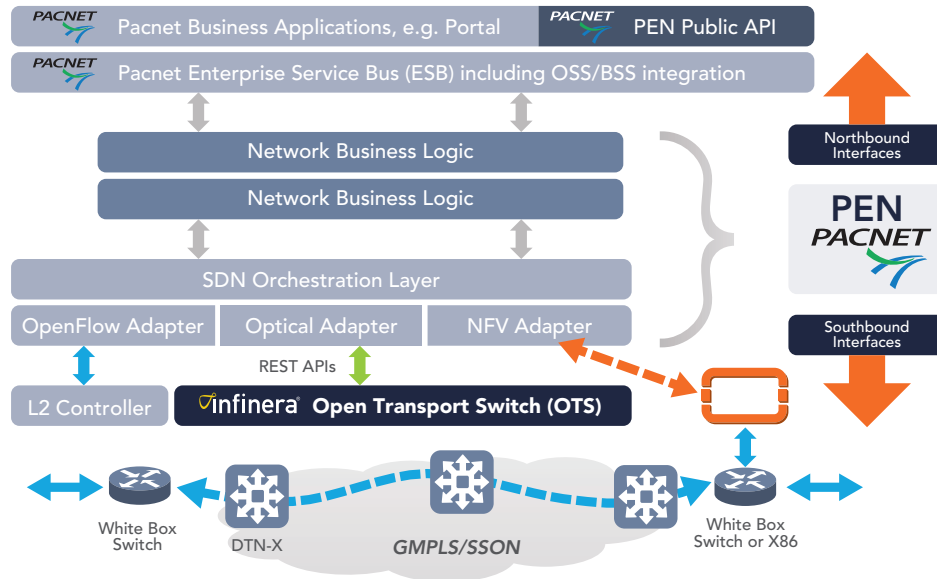 PACNET Pacnet Business Applications, e.g. Portal
PACNET PEN Public API
PACNET Pacnet Enterprise Service Bus (ESB) including OSS/BSS integration
Network Business Logic
Network Business Logic
SDN Orchestration Layer
OpenFlow Adapter
Optical Adapter
NFV Adapter
REST APIs
L2 Controller
infinera® Open Transport Switch (OTS)
Northbound
Interfaces
PEN
PACNET
Southbound
Interfaces
White Box
Switch
DTN-X
GMPLS/SSON
White Box
Switch or X86